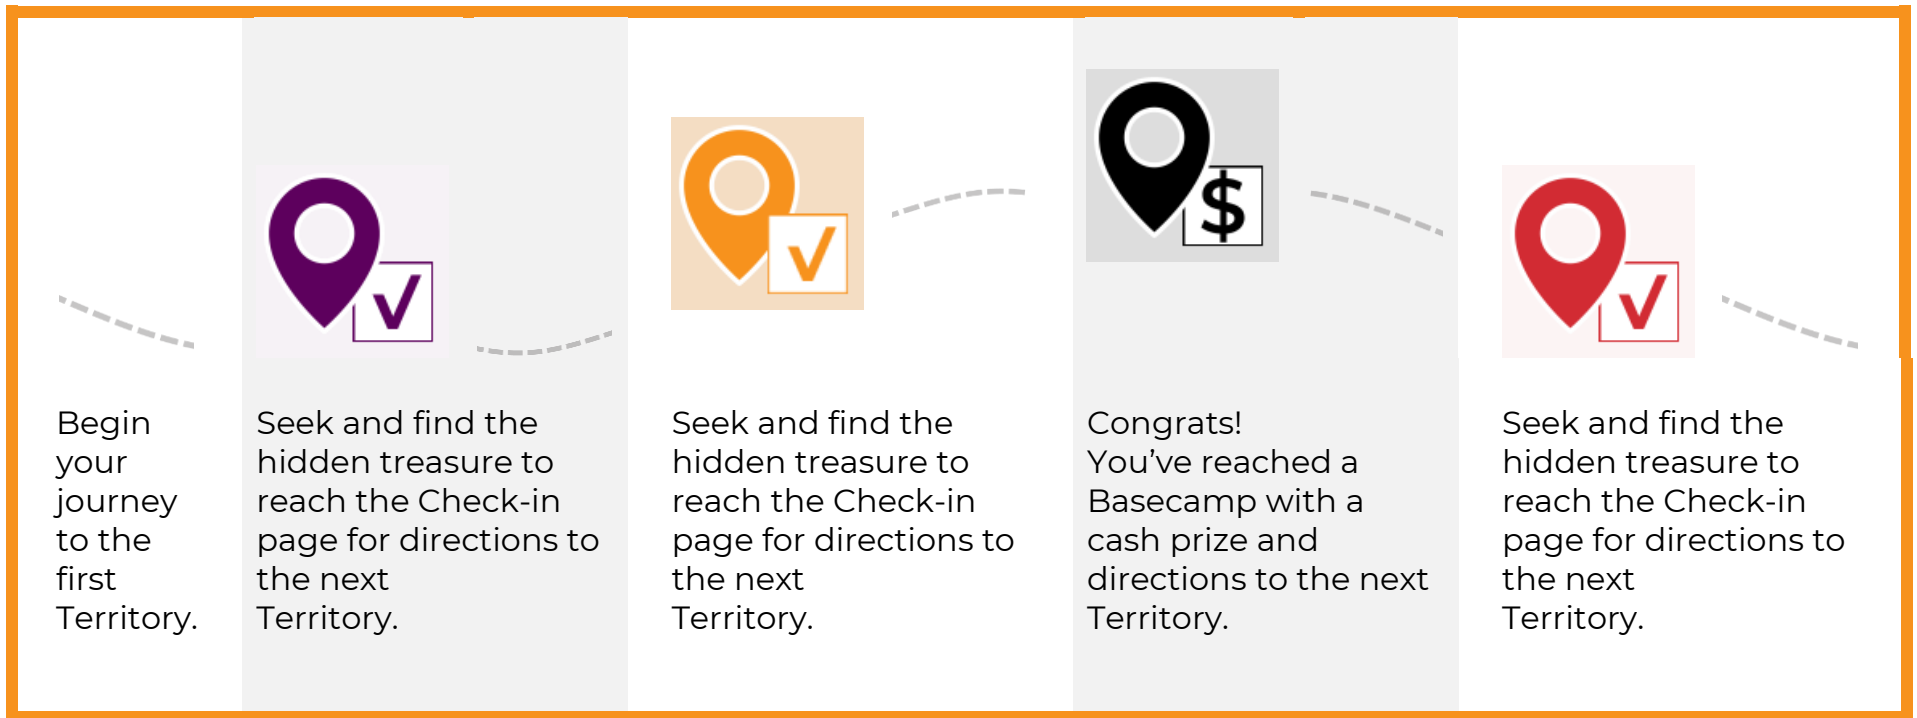 Begin
your
journey
to the
first
Territory.
Seek and find the
hidden treasure to
reach the Check-in
page for directions to
the next
Territory.
Seek and find the
hidden treasure to
reach the Check-in
page for directions to
the next
Territory.
$
Congrats!
You’ve reached a
Basecamp with a
cash prize and
directions to the next
Territory.
Seek and find the
hidden treasure to
reach the Check-in
page for directions to
the next
Territory.